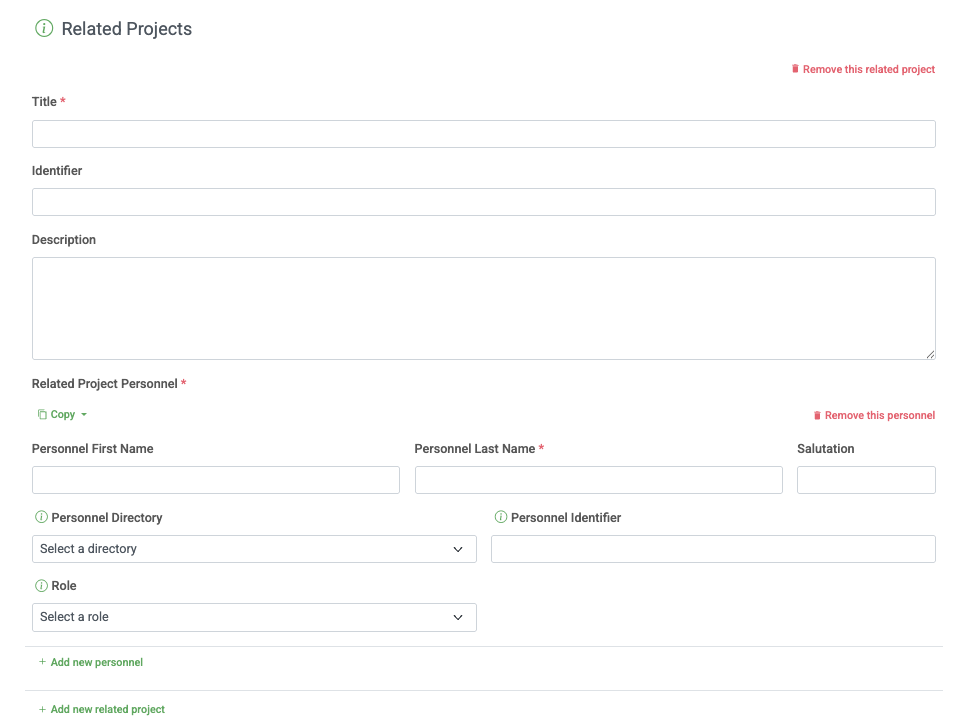 Related Projects
Remove this related project
Title *
Identifier
Description
Related Project Personnel *
Copy
Remove this personnel
Personnel First Name
Personnel Last Name *
Salutation
Personnel Directory
Personnel Identifier
Select a directory
Role
Select a role
+ Add new personnel
+ Add new related project